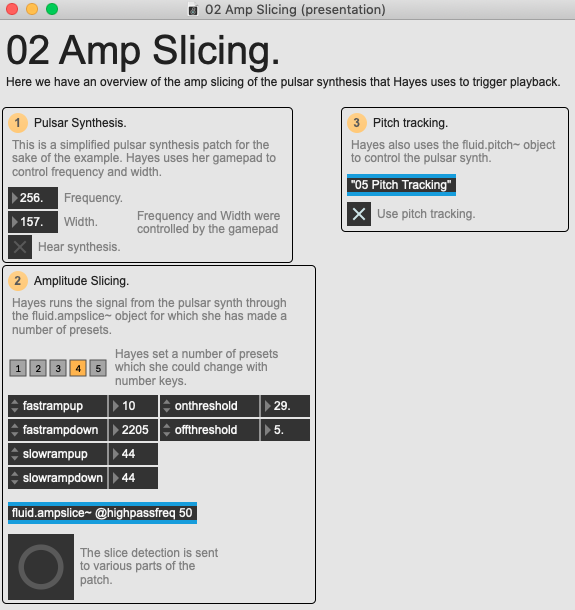 02 Amp Slicing (presentation)
02 Amp Slicing.
Here we have an overview of the amp slicing of the pulsar synthesis that Hayes uses to trigger playback.
1 Pulsar Synthesis.
This is a simplified pulsar synthesis patch for the
sake of the example. Hayes uses her gamepad to
control frequency and width.
256. Frequency.
157. Width.
Frequency and Width were
controlled by the gamepad
Hear synthesis.
3 Pitch tracking.
Hayes also uses the fluid.pitch~ object
to control the pulsar synth.
"05 Pitch Tracking"
Use pitch tracking.
2 Amplitude Slicing.
Hayes runs the signal from the pulsar synth through
the fluid.ampslice~ object for which she has made a
number of presets.
1 2 3 4 5
Hayes set a number of presets
which she could change with
number keys.
fastrampup 10 onthreshold 29.
fastrampdown 2205 offthreshold 5.
slowrampup 44
slowrampdown 44
fluid.ampslice~ @highpassfreq 50
The slice detection is sent
to various parts of the
patch.